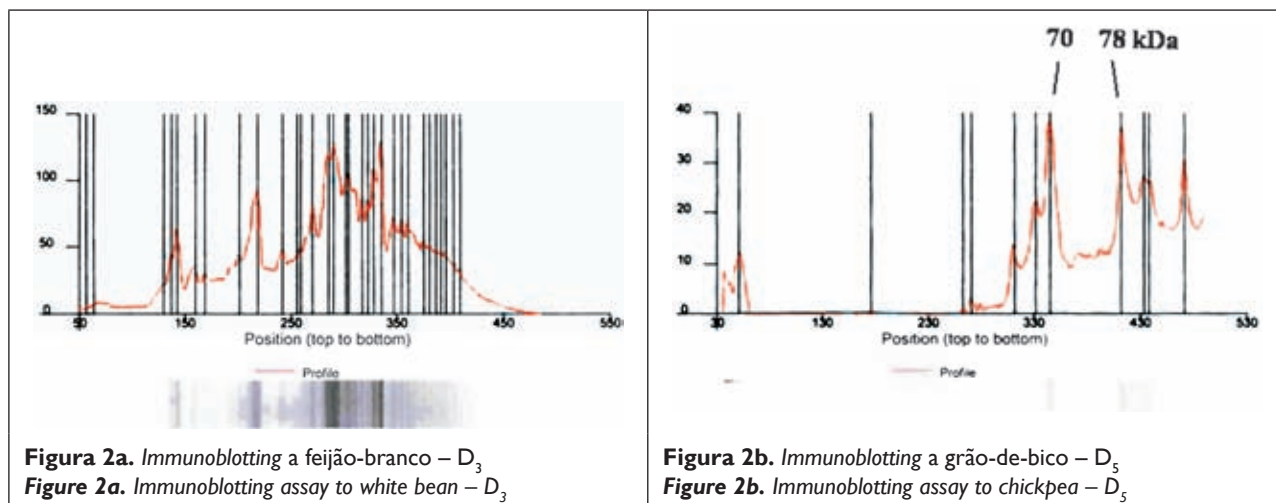 150
100
50
0
50 150 250 350 450 550
Position (top to bottom)
Profile
Figura 2a. Immunoblotting a feijão-branco – D3
Figure 2a. Immunoblotting assay to white bean – D3
70 78 kDa
40
30
20
10
0
30 130 230 330 430 530
Position (top to bottom)
Profile
Figura 2b. Immunoblotting a grão-de-bico – D5
Figure 2b. Immunoblotting assay to chickpea – D5